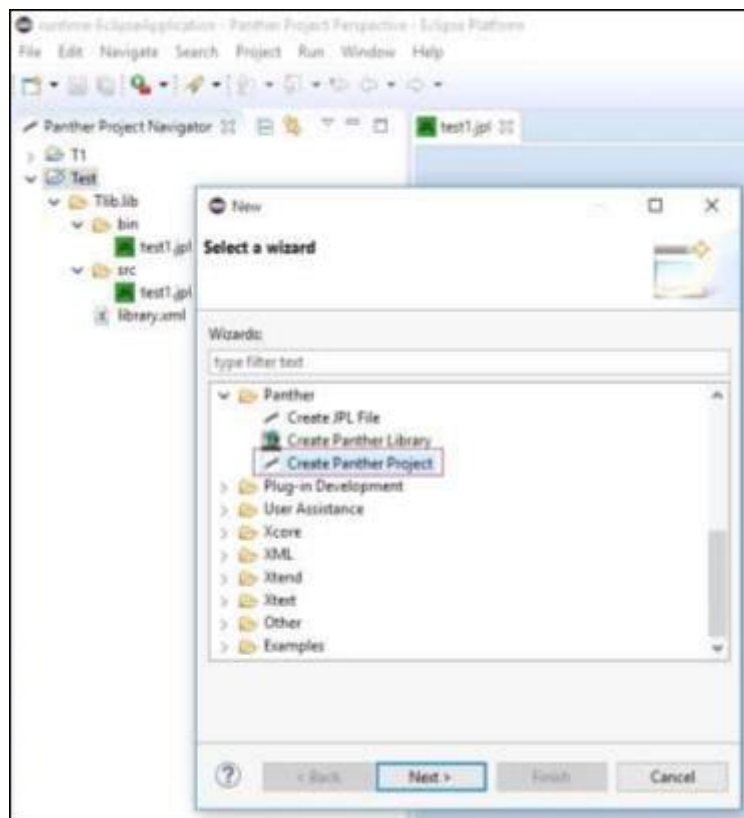 runtime-EclipseApplication - Panther Project Perspective - Eclipse Platform
File Edit Navigate Search Project Run Window Help
Panther Project Navigator
test1.jpl
T1
Test
Tlib.lib
bin
test1.jpl
src
test1.jpl
library.xml
New
Select a wizard
Wizards:
type filter text
Panther
Create JPL File
Create Panther Library
Create Panther Project
Plug-in Development
User Assistance
Xcore
XML
Xtend
Xtext
Other
Examples
?
< Back
Next >
Finish
Cancel